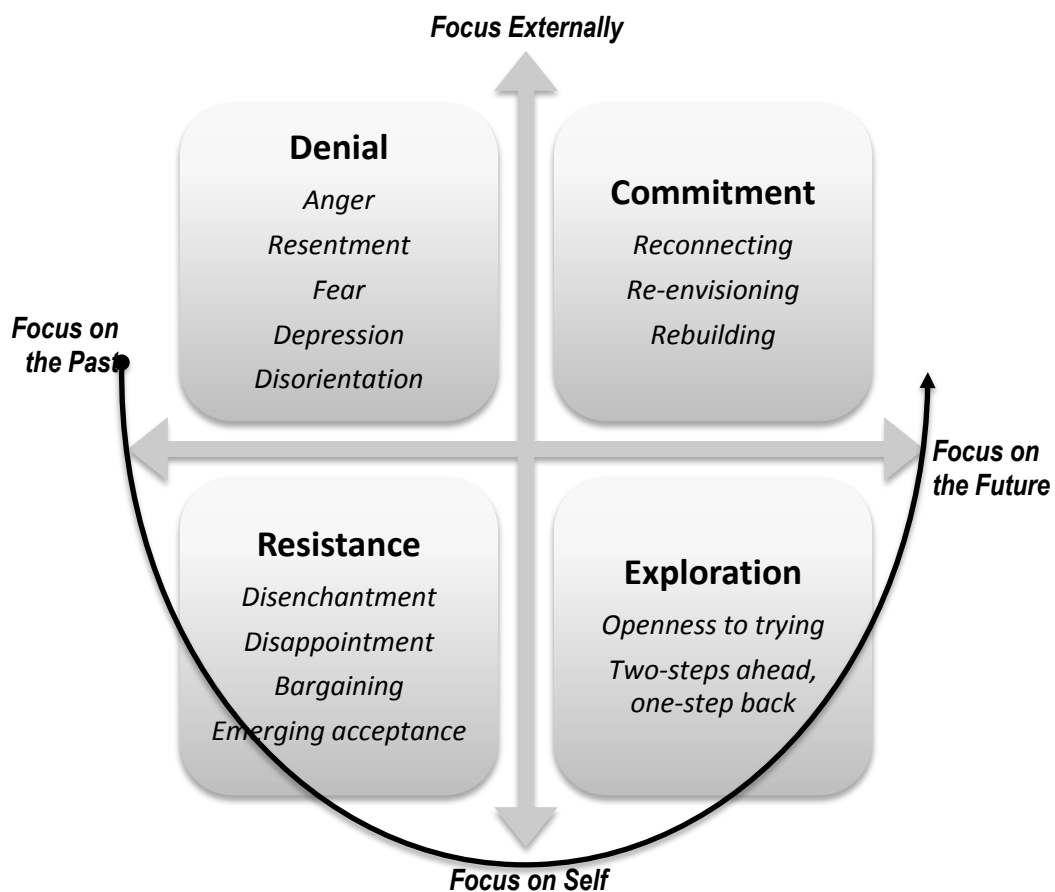 Focus Externally
Denial
Anger
Resentment
Fear
Depression
Disorientation
Commitment
Reconnecting
Re-envisioning
Rebuilding
Focus on
the Past
Focus on
the Future
Resistance
Disenchantment
Disappointment
Bargaining
Emerging acceptance
Exploration
Openness to trying
Two-steps ahead,
one-step back
Focus on Self